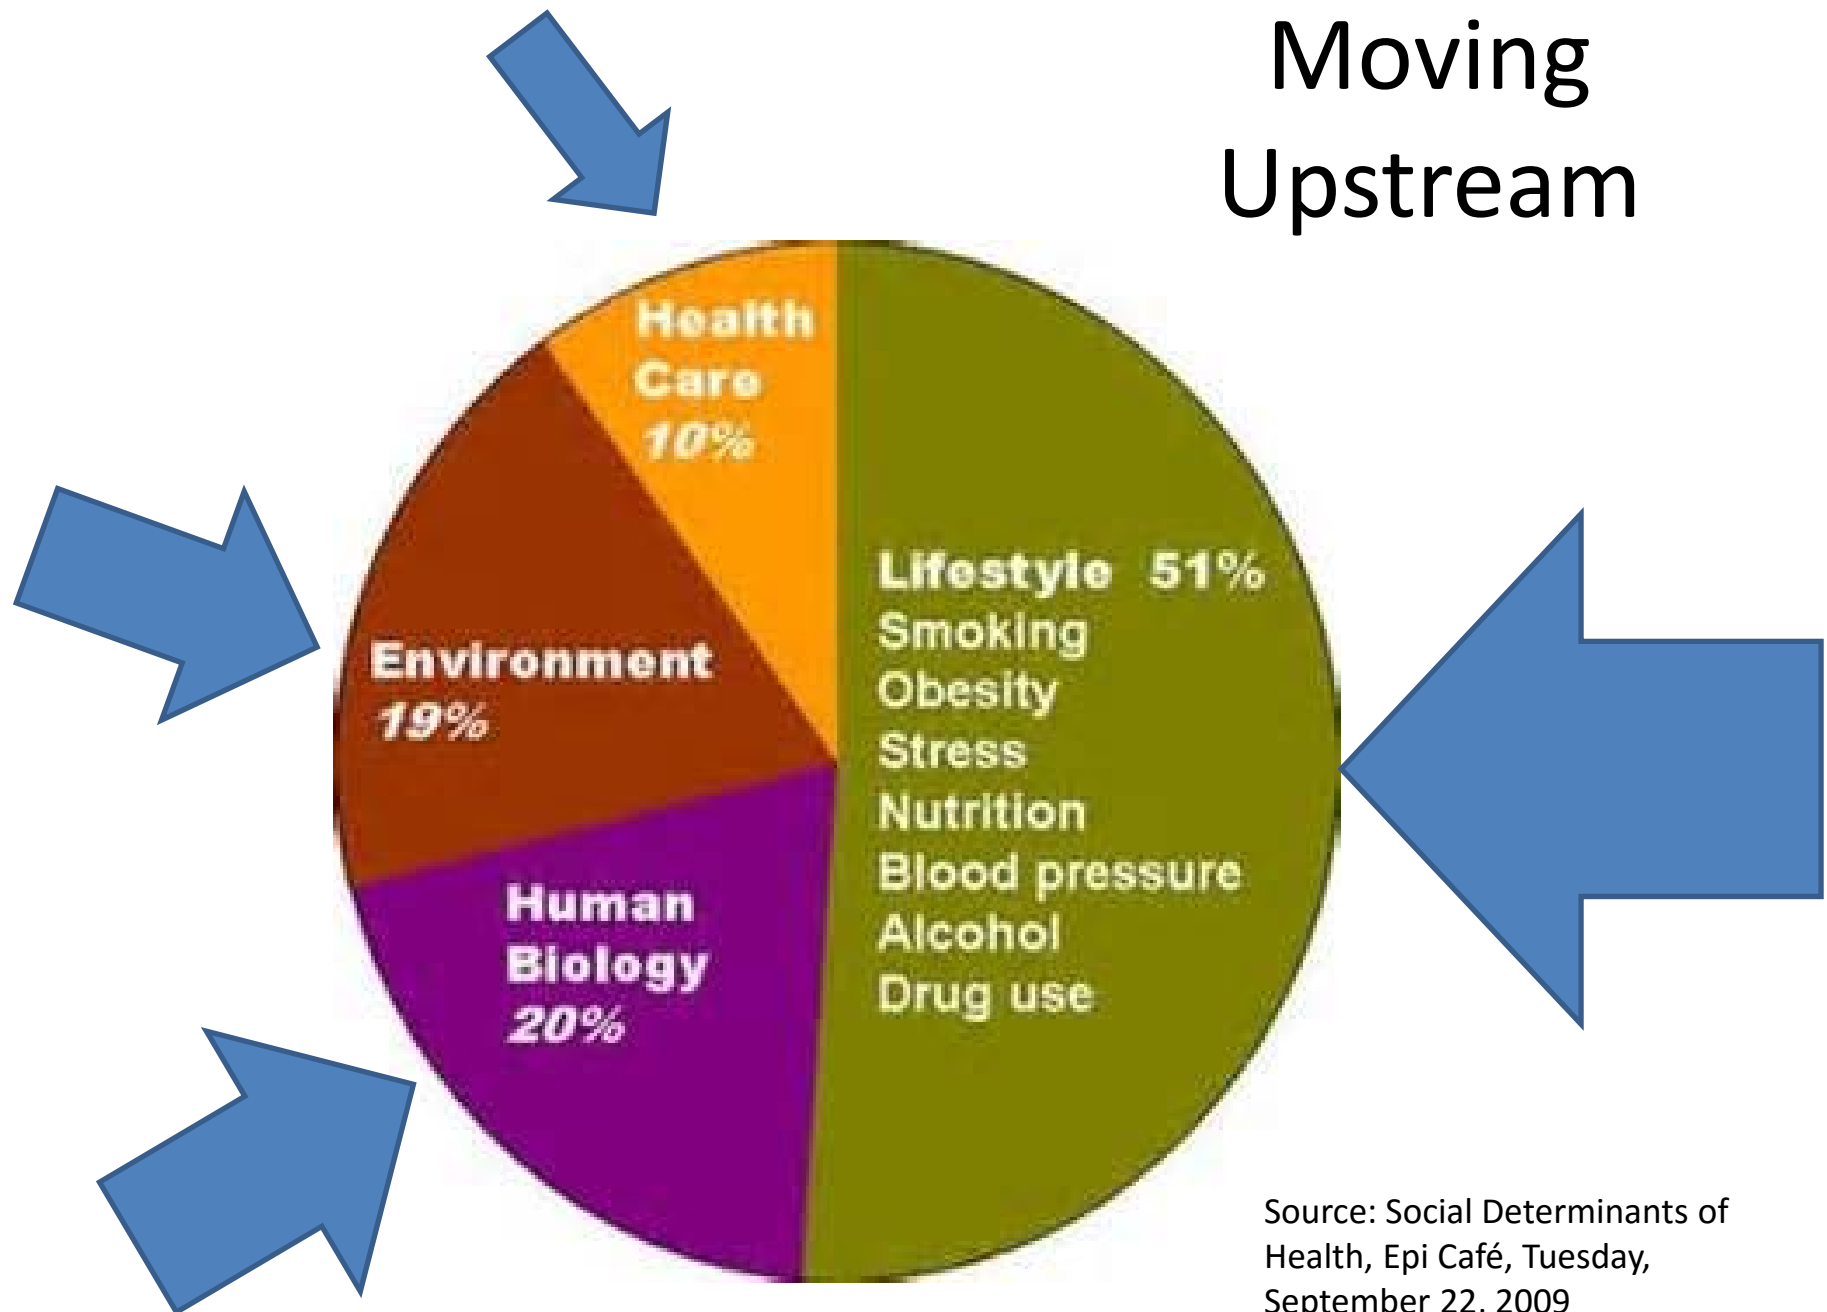 Moving
Upstream
Health
Care
10%
Lifestyle 51%
Smoking
Obesity
Stress
Nutrition
Blood pressure
Alcohol
Drug use
Environment
19%
Human
Biology
20%
Source: Social Determinants of
Health, Epi Café, Tuesday,
September 22, 2009